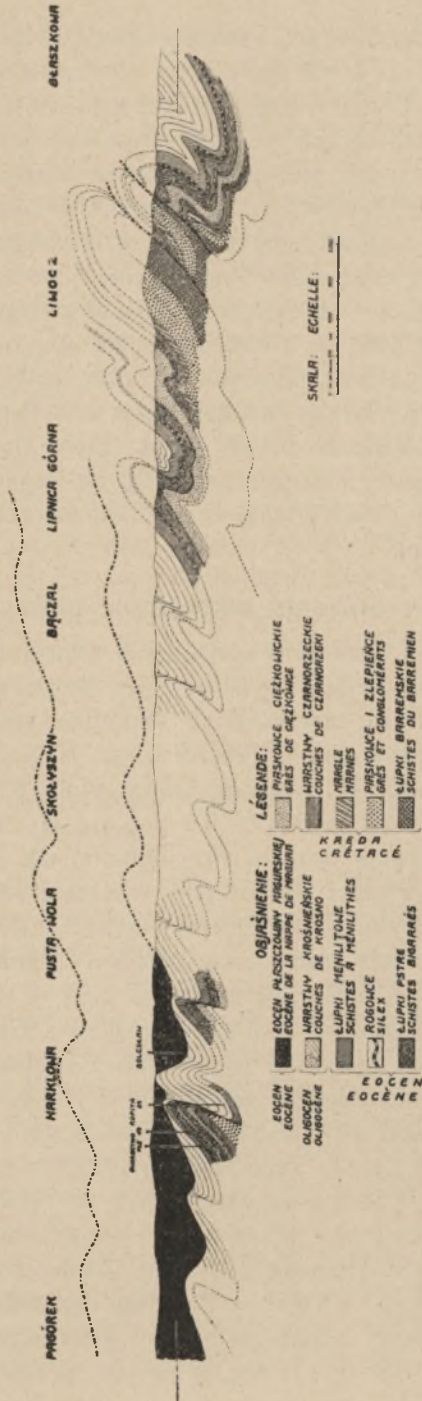 PAGÓREK
HARKLOWA
PUSTA-WOLA
SKOŁYSZYN
BĄCZAL
LIPNICA GÓRNA
LIWOCZ
BŁASZKOWA
OBJAŚNIENIE:
LÉGENDE:
EOCEN
EOCÈNE
EOCEN PŁASZCZOWINY MAGURSKIEJ
EOCÈNE DE LA NAPPE DE MAGURA
OLIGOCEN
OLIGOCÈNE
WARSTWY KROŚNIEŃSKIE
COUCHES DE KROSNO
ŁUPKI MENILITOWE
SCHISTES A MÉNILITHES
ROGOWCE
SILEX
ŁUPKI PSTRE
SCHISTES BIGARRÉS
EOCEN
EOCÈNE
PIASKOWCE CIĘŻKOWICKIE
GRÈS DE CIĘŻKOWICE
WARSTWY CZARNORZECKIE
COUCHES DE CZARNORZEKI
MARGLE
MARNES
PIASKOWCE I ZLEPIEŃCE
GRÈS ET CONGLOMÉRATS
ŁUPKI BARREMSKIE
SCHISTES DU BARREMIEN
KREDA
CRÉTACÉ
SKALA: ECHELLE: